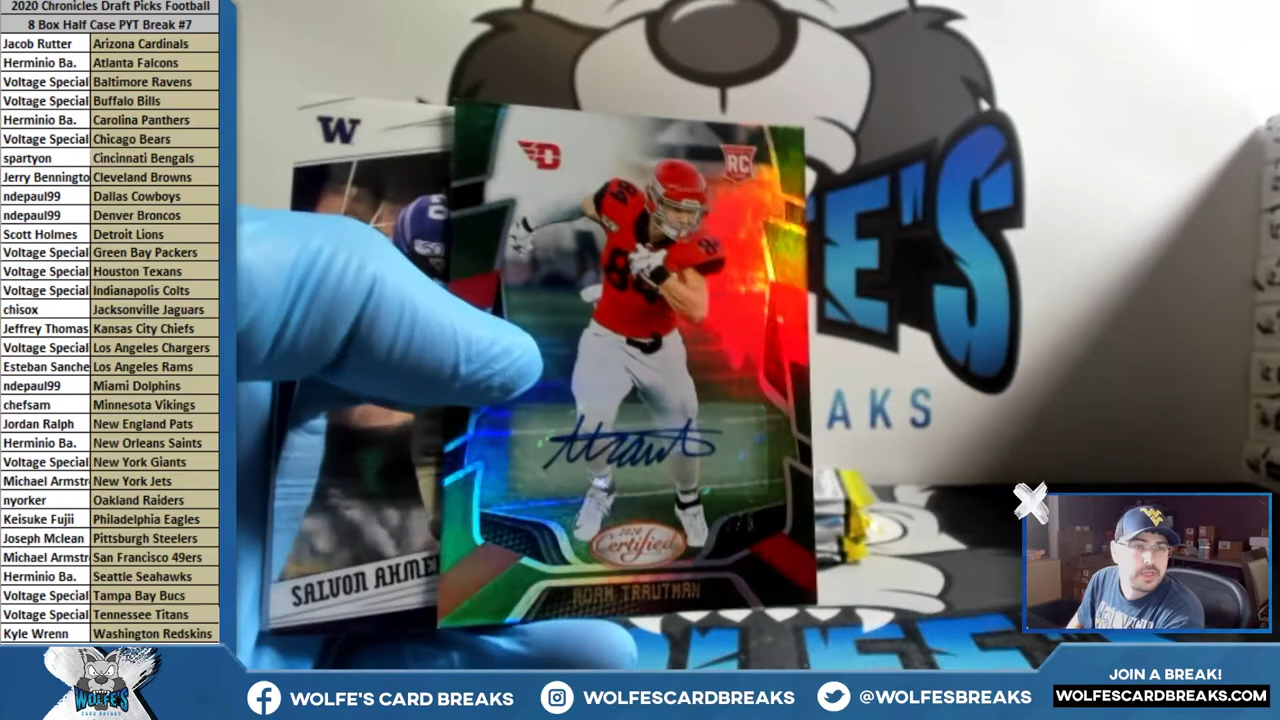 2020 Chronicles Draft Picks Football
8 Box Half Case PYT Break #7
Jacob Rutter Arizona Cardinals
Herminio Ba. Atlanta Falcons
Voltage Special Baltimore Ravens
Voltage Special Buffalo Bills
Herminio Ba. Carolina Panthers
Voltage Special Chicago Bears
spartyon Cincinnati Bengals
Jerry Benningto Cleveland Browns
ndepaul99 Dallas Cowboys
ndepaul99 Denver Broncos
Scott Holmes Detroit Lions
Voltage Special Green Bay Packers
Voltage Special Houston Texans
Voltage Special Indianapolis Colts
chisox Jacksonville Jaguars
Jeffrey Thomas Kansas City Chiefs
Voltage Special Los Angeles Chargers
Esteban Sanche Los Angeles Rams
ndepaul99 Miami Dolphins
chefsam Minnesota Vikings
Jordan Ralph New England Pats
Herminio Ba. New Orleans Saints
Voltage Special New York Giants
Michael Armstr New York Jets
nyorker Oakland Raiders
Keisuke Fujii Philadelphia Eagles
Joseph Mclean Pittsburgh Steelers
Michael Armstr San Francisco 49ers
Herminio Ba. Seattle Seahawks
Voltage Special Tampa Bay Bucs
Voltage Special Tennessee Titans
Kyle Wrenn Washington Redskins
W
SALVON AHME
D
RC
84
2020
Certified
ADAM TRAUTMAN
E'S
AKS
WOLFE'S
CARD BREAKS
WOLFE'S CARD BREAKS
WOLFESCARDBREAKS
@WOLFESBREAKS
JOIN A BREAK!
WOLFESCARDBREAKS.COM